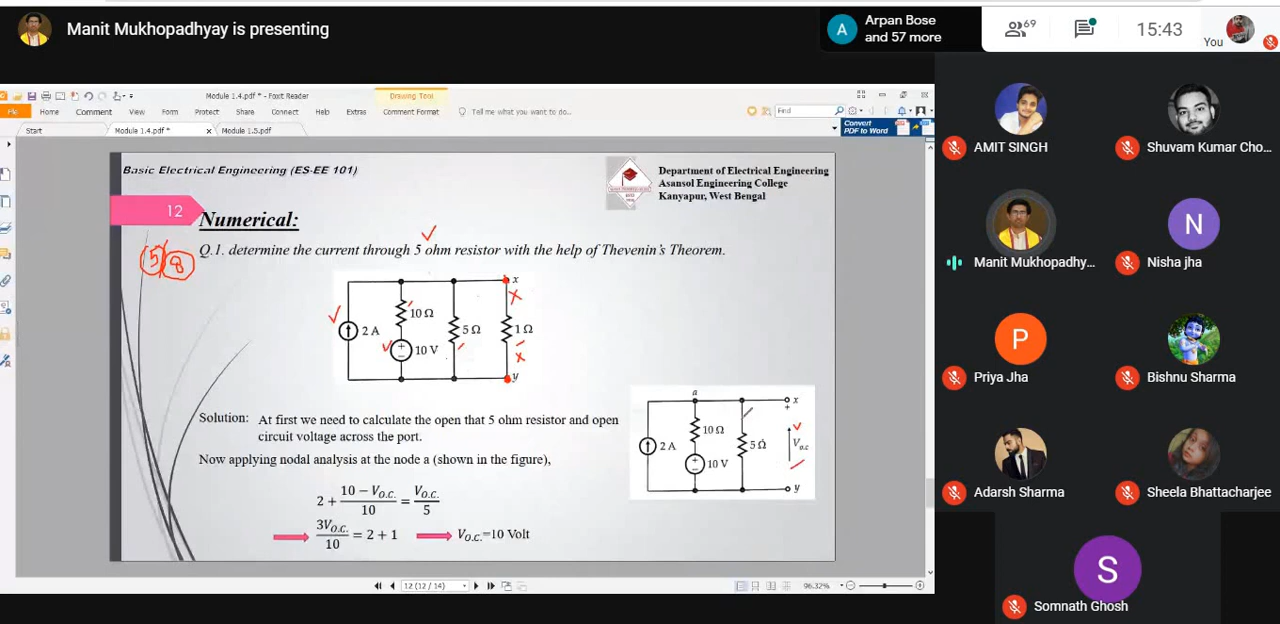 Manit Mukhopadhyay is presenting
A
Arpan Bose
and 57 more
69
15:43
You
Module 1.4.pdf * - Foxit Reader
Drawing Tool
File
Home
Comment
View
Form
Protect
Share
Connect
Help
Extras
Comment Format
Tell me what you want to do...
Find
Start
Module 1.4.pdf *
Module 1.5.pdf
Convert
PDF to Word
Basic Electrical Engineering (ES-EE 101)
Department of Electrical Engineering
Asansol Engineering College
Kanyapur, West Bengal
12
Numerical:
5 8
Q.1. determine the current through 5 ohm resistor with the help of Thevenin's Theorem.
x
10 Ω
2 A
5 Ω
1 Ω
10 V
y
Solution: At first we need to calculate the open that 5 ohm resistor and open
circuit voltage across the port.
Now applying nodal analysis at the node a (shown in the figure),
2 + (10 − V_O.C.)/10 = V_O.C./5
3V_O.C./10 = 2 + 1
V_O.C.=10 Volt
a
x
+
10 Ω
2 A
5 Ω
V_o.c
10 V
−
y
12 (12 / 14)
96.32%
AMIT SINGH
Shuvam Kumar Cho...
Manit Mukhopadhy...
N
Nisha jha
P
Priya Jha
Bishnu Sharma
Adarsh Sharma
Sheela Bhattacharjee
S
Somnath Ghosh